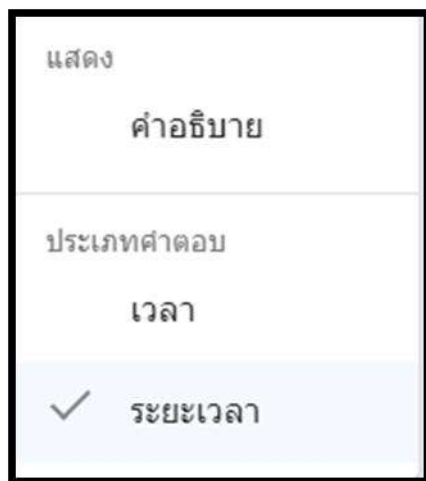 แสดง
คำอธิบาย
ประเภทคำตอบ
เวลา
ระยะเวลา